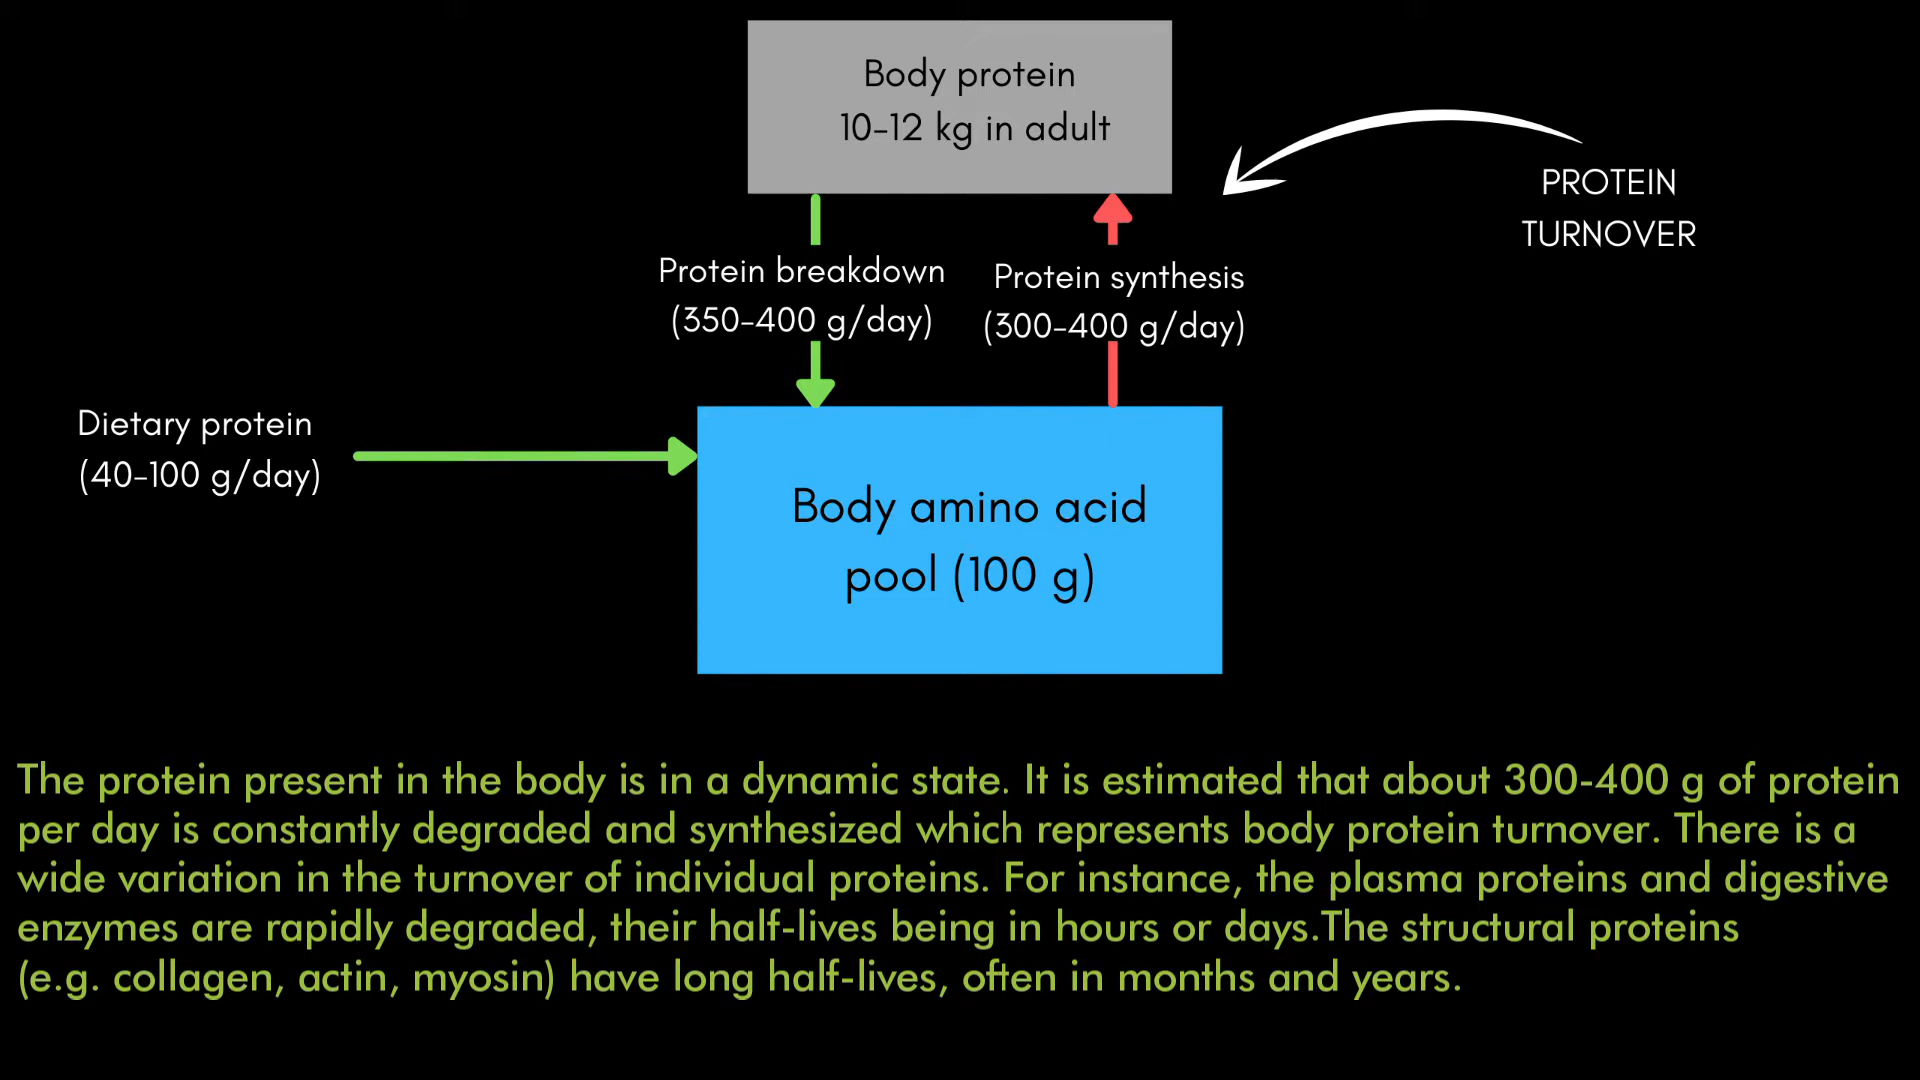 Body protein
10-12 kg in adult
PROTEIN
TURNOVER
Protein breakdown
(350-400 g/day)
Protein synthesis
(300-400 g/day)
Dietary protein
(40-100 g/day)
Body amino acid
pool (100 g)
The protein present in the body is in a dynamic state. It is estimated that about 300-400 g of protein
per day is constantly degraded and synthesized which represents body protein turnover. There is a
wide variation in the turnover of individual proteins. For instance, the plasma proteins and digestive
enzymes are rapidly degraded, their half-lives being in hours or days.The structural proteins
(e.g. collagen, actin, myosin) have long half-lives, often in months and years.